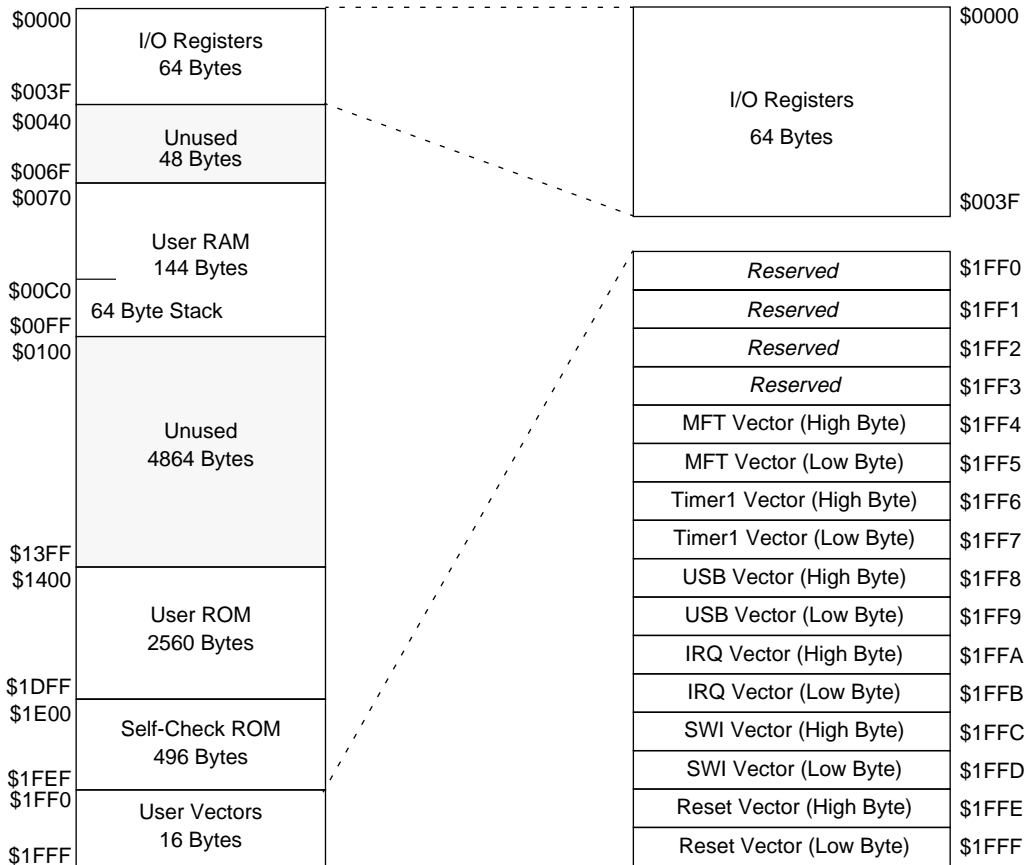 $0000
I/O Registers
64 Bytes
$003F
$0040
Unused
48 Bytes
$006F
$0070
User RAM
144 Bytes
$00C0
64 Byte Stack
$00FF
$0100
Unused
4864 Bytes
$13FF
$1400
User ROM
2560 Bytes
$1DFF
$1E00
Self-Check ROM
496 Bytes
$1FEF
$1FF0
User Vectors
16 Bytes
$1FFF
$0000
I/O Registers
64 Bytes
$003F
Reserved $1FF0
Reserved $1FF1
Reserved $1FF2
Reserved $1FF3
MFT Vector (High Byte) $1FF4
MFT Vector (Low Byte) $1FF5
Timer1 Vector (High Byte) $1FF6
Timer1 Vector (Low Byte) $1FF7
USB Vector (High Byte) $1FF8
USB Vector (Low Byte) $1FF9
IRQ Vector (High Byte) $1FFA
IRQ Vector (Low Byte) $1FFB
SWI Vector (High Byte) $1FFC
SWI Vector (Low Byte) $1FFD
Reset Vector (High Byte) $1FFE
Reset Vector (Low Byte) $1FFF